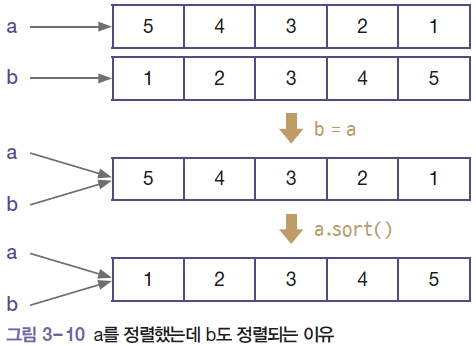 a 5 4 3 2 1
b 1 2 3 4 5
b = a
a
5 4 3 2 1
b
a.sort()
a
1 2 3 4 5
b
그림 3-10 a를 정렬했는데 b도 정렬되는 이유